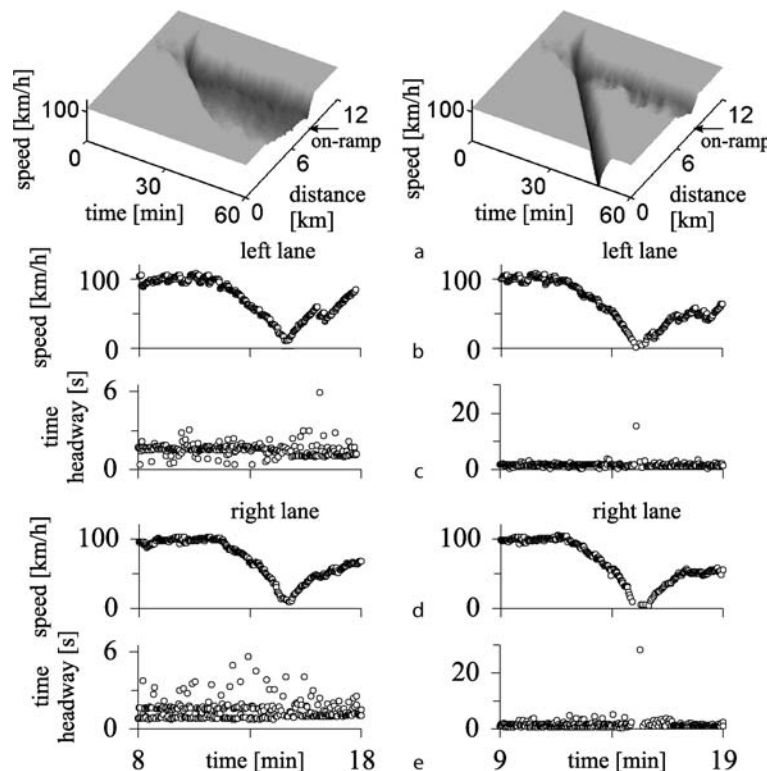 speed [km/h]
100
0
30
60
time [min]
0
6
12
distance
[km]
on-ramp
speed [km/h]
100
0
30
60
time [min]
0
6
12
distance
[km]
on-ramp
a
left lane
left lane
speed [km/h]
100
0
100
0
b
time
headway [s]
6
0
20
0
c
right lane
right lane
speed [km/h]
100
0
100
0
d
time
headway [s]
6
0
20
0
8 time [min] 18
e
9 time [min] 19